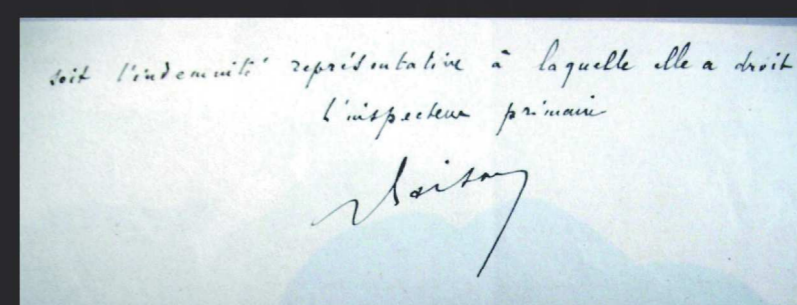 soit l'indemnité représentative à laquelle elle a droit
L'inspecteur primaire